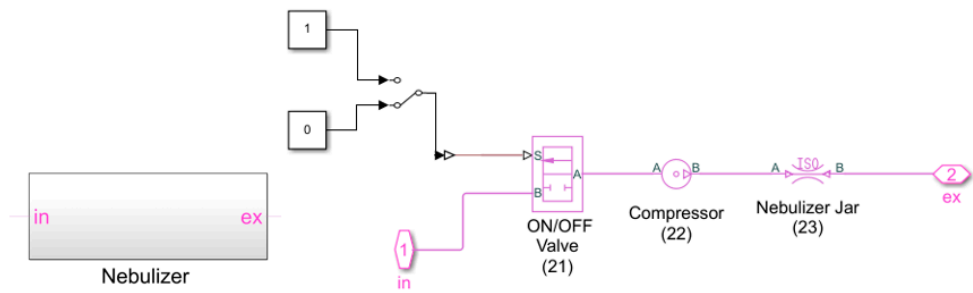 1
0
in
ex
Nebulizer
1
in
S
B
A
ON/OFF
Valve
(21)
A
B
Compressor
(22)
A
ISO
B
Nebulizer Jar
(23)
2
ex